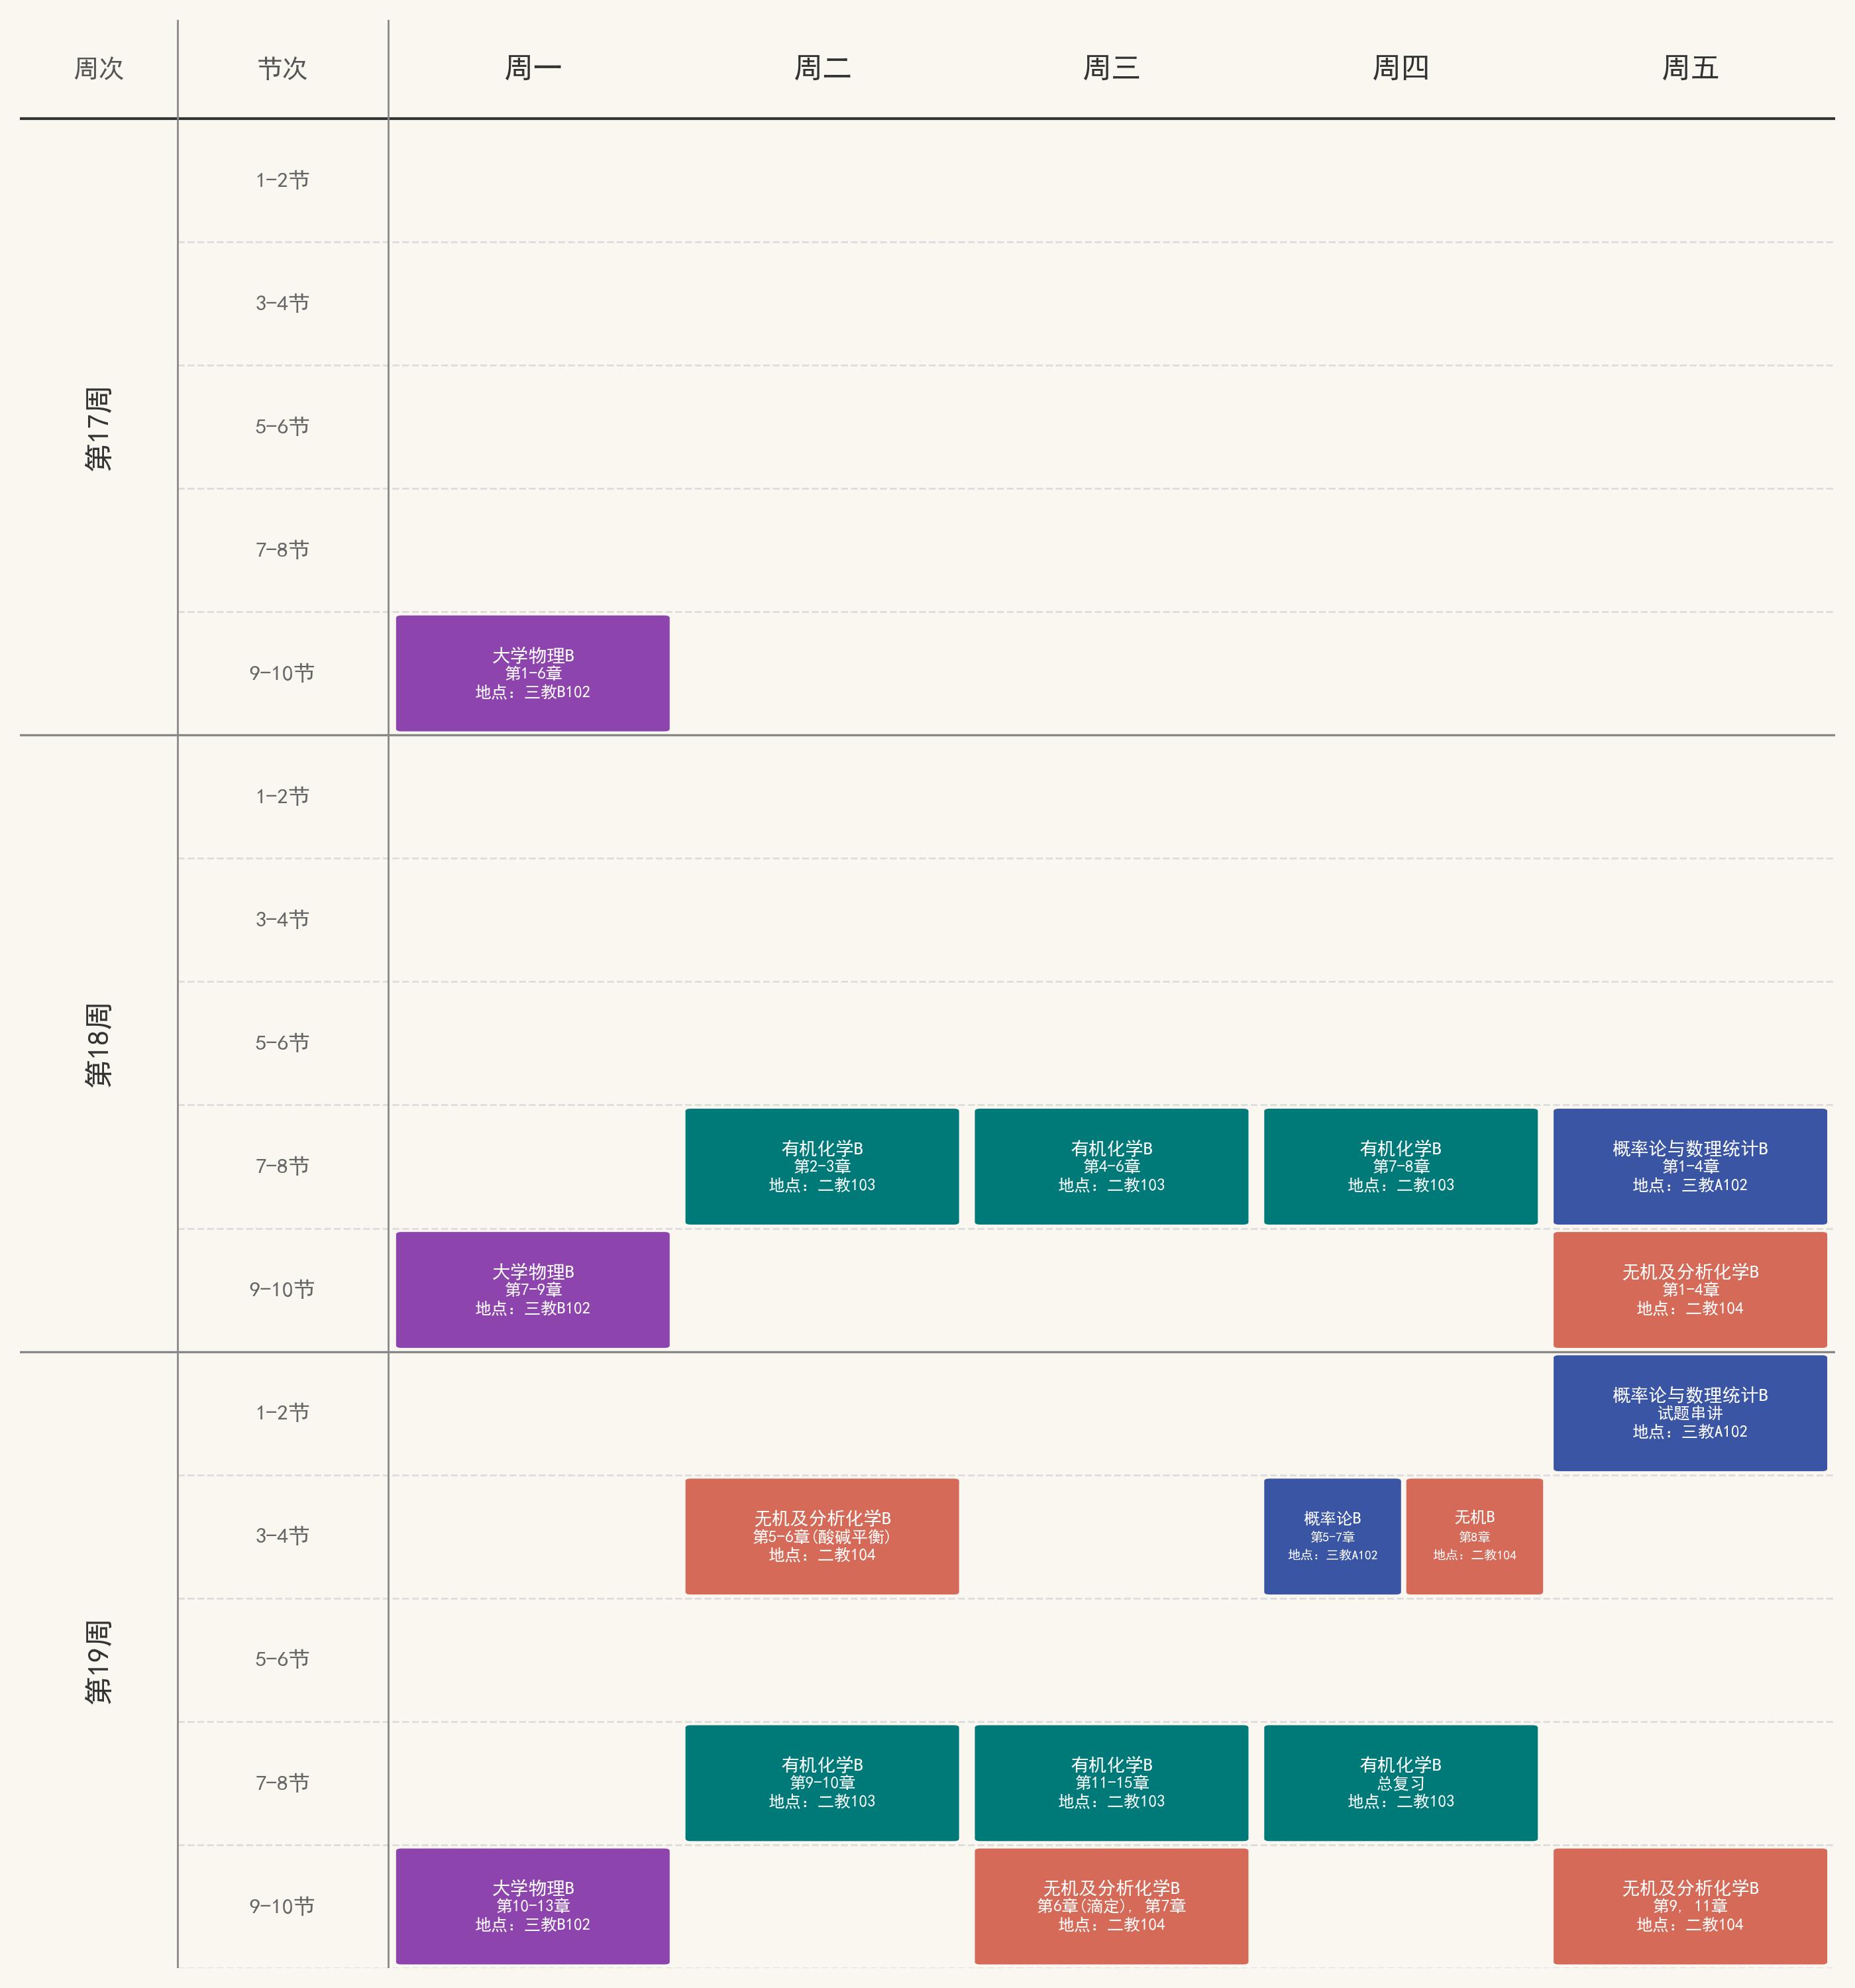 周次
节次
周一
周二
周三
周四
周五
第17周
1-2节
3-4节
5-6节
7-8节
9-10节
大学物理B
第1-6章
地点：三教B102
第18周
1-2节
3-4节
5-6节
7-8节
有机化学B
第2-3章
地点：二教103
有机化学B
第4-6章
地点：二教103
有机化学B
第7-8章
地点：二教103
概率论与数理统计B
第1-4章
地点：三教A102
9-10节
大学物理B
第7-9章
地点：三教B102
无机及分析化学B
第1-4章
地点：二教104
第19周
1-2节
概率论与数理统计B
试题串讲
地点：三教A102
3-4节
无机及分析化学B
第5-6章(酸碱平衡)
地点：二教104
概率论B
第5-7章
地点：三教A102
无机B
第8章
地点：二教104
5-6节
7-8节
有机化学B
第9-10章
地点：二教103
有机化学B
第11-15章
地点：二教103
有机化学B
总复习
地点：二教103
9-10节
大学物理B
第10-13章
地点：三教B102
无机及分析化学B
第6章(滴定), 第7章
地点：二教104
无机及分析化学B
第9, 11章
地点：二教104